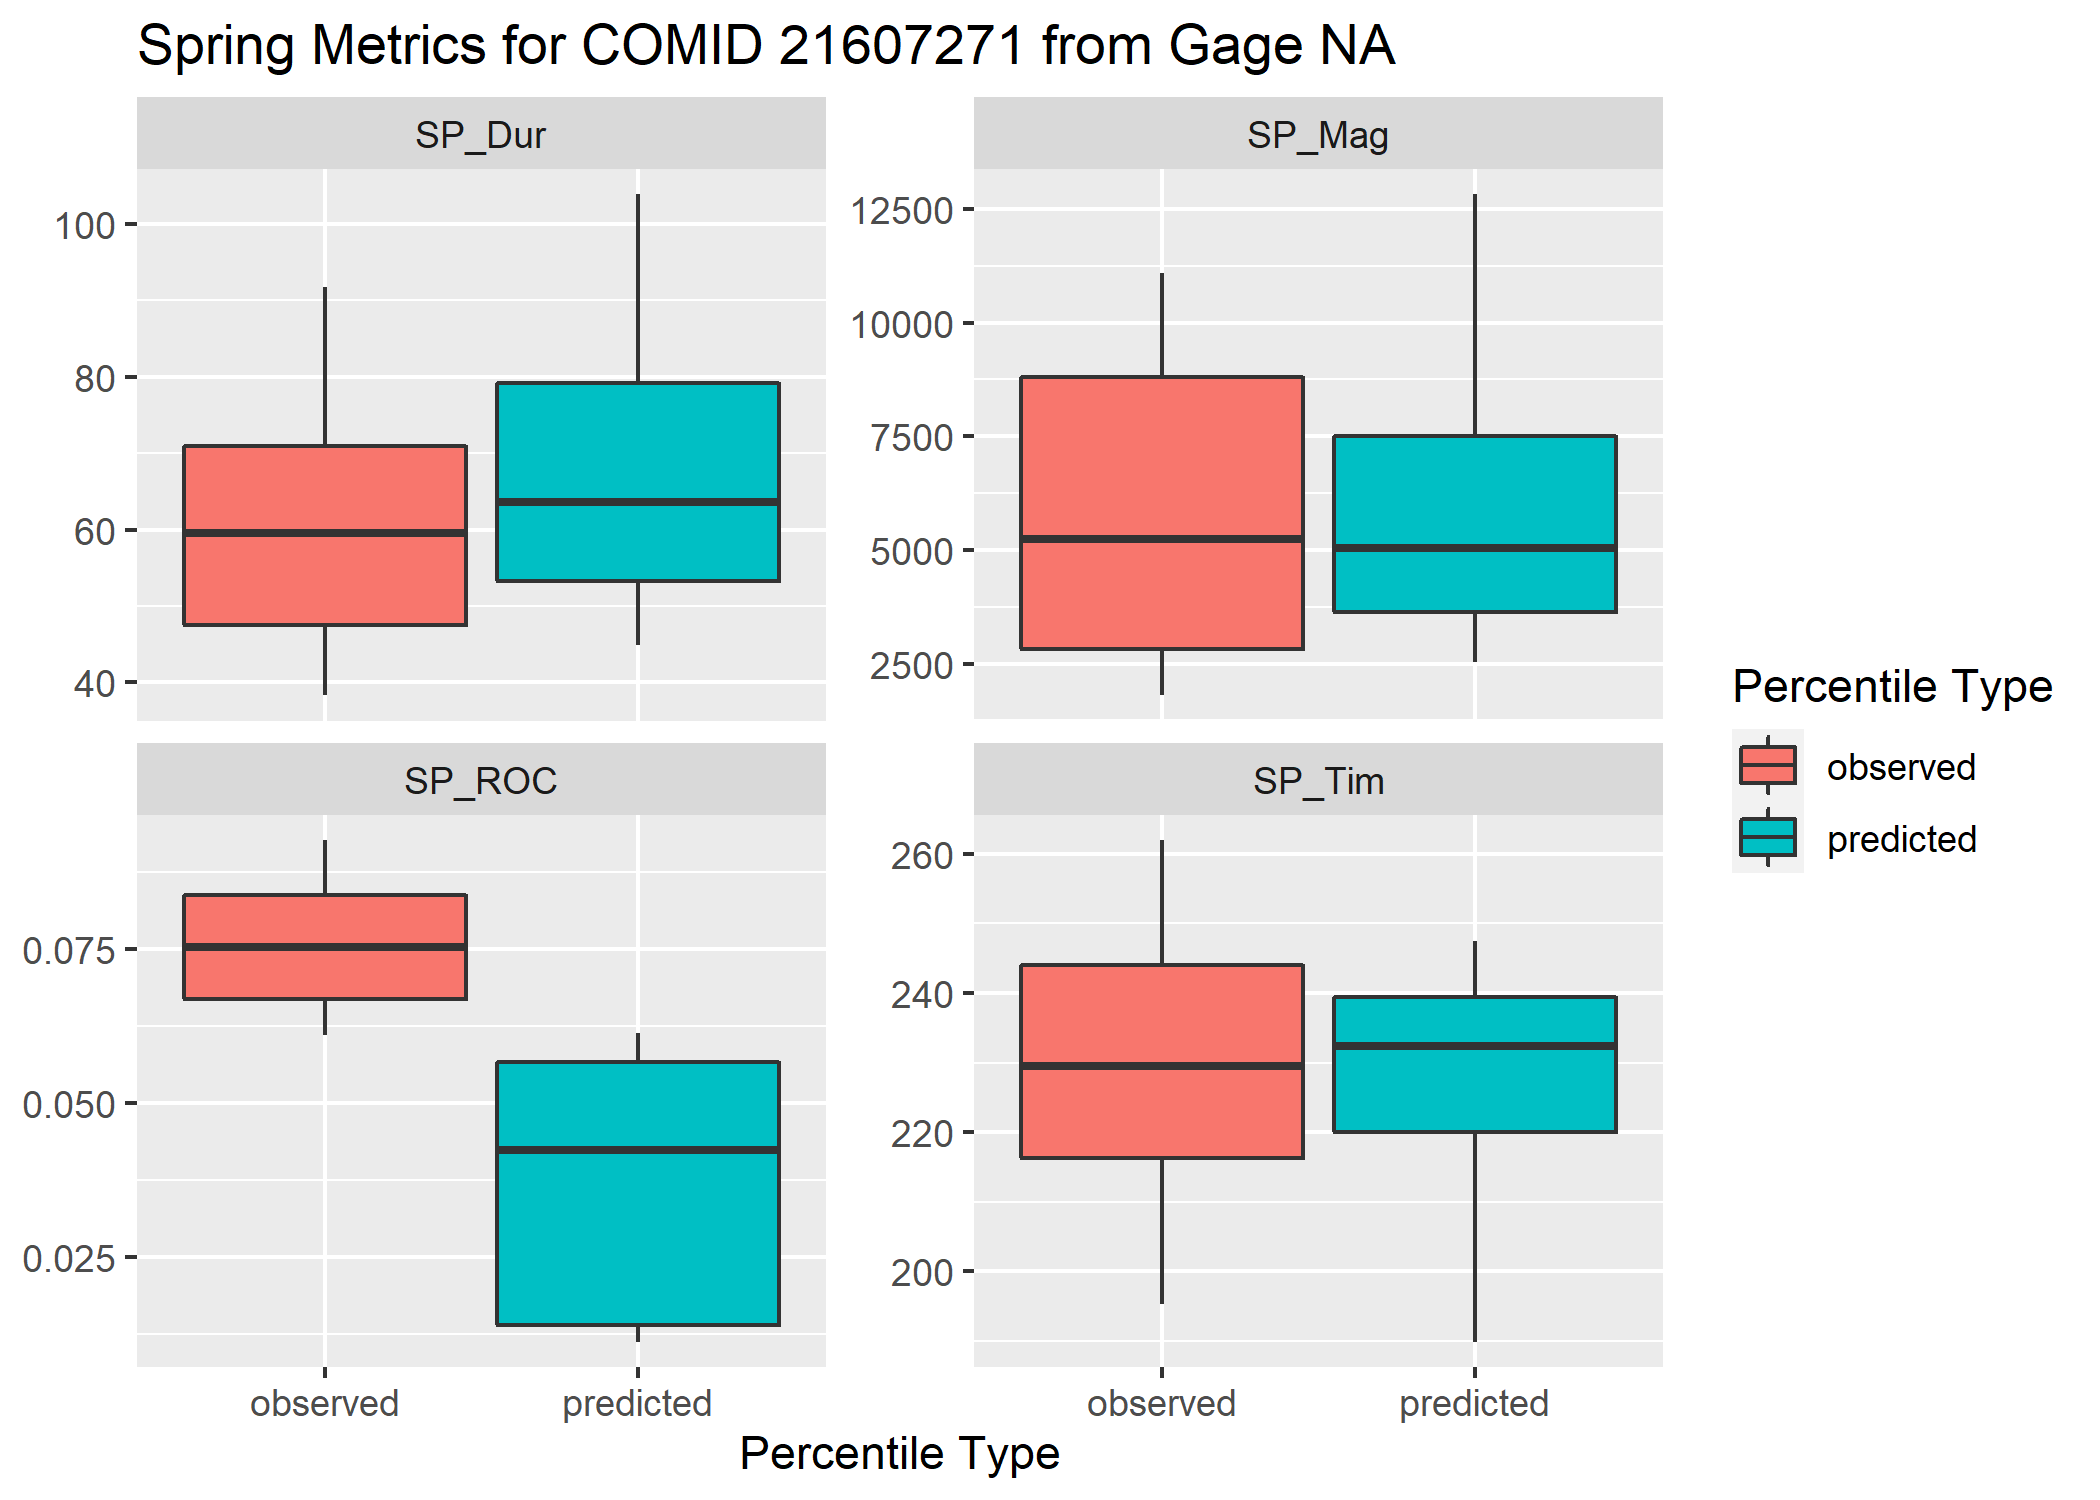 Spring Metrics for COMID 21607271 from Gage NA
SP_Dur
SP_Mag
100
80
60
40
12500
10000
7500
5000
2500
SP_ROC
SP_Tim
0.075
0.050
0.025
260
240
220
200
observed
predicted
observed
predicted
Percentile Type
Percentile Type
observed
predicted